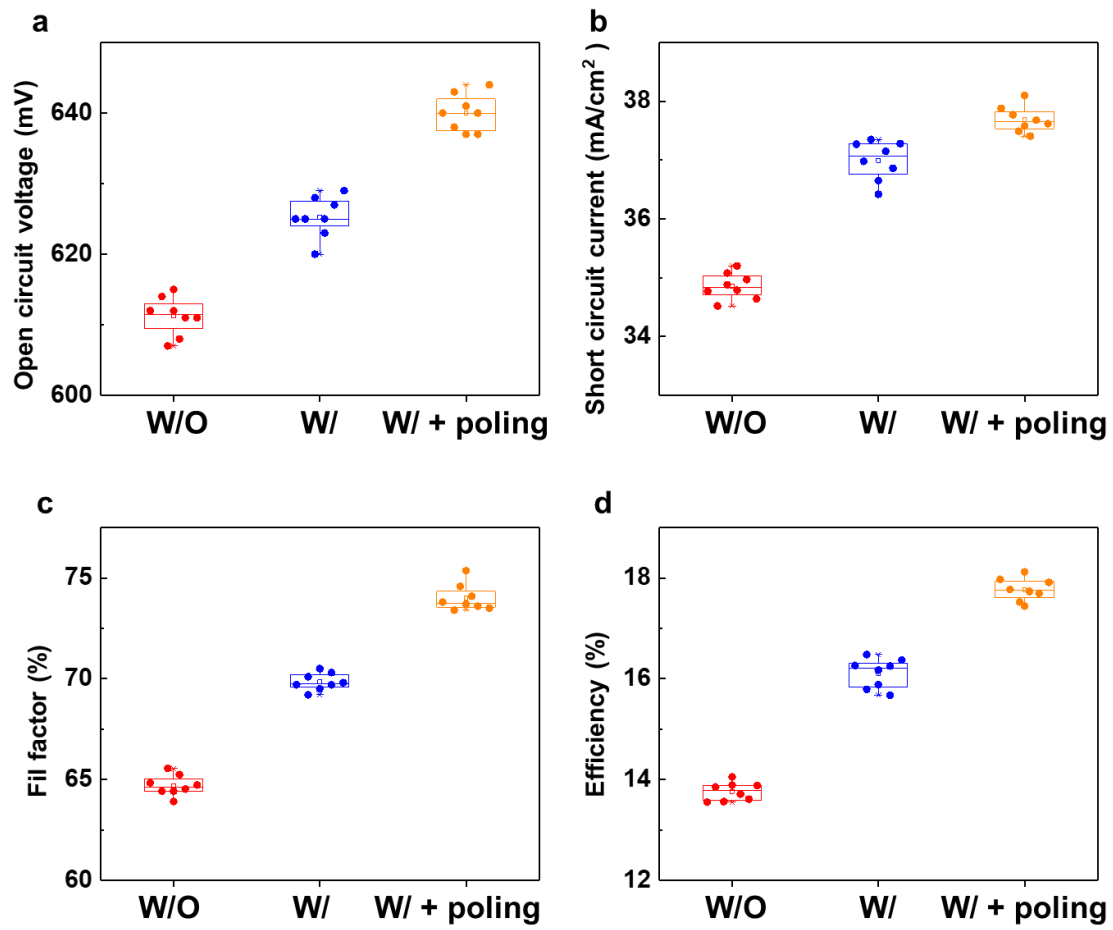 a
Open circuit voltage (mV)
640
620
600
W/O W/ W/ + poling
b
Short circuit current (mA/cm²)
38
36
34
W/O W/ W/ + poling
c
Fil factor (%)
75
70
65
60
W/O W/ W/ + poling
d
Efficiency (%)
18
16
14
12
W/O W/ W/ + poling